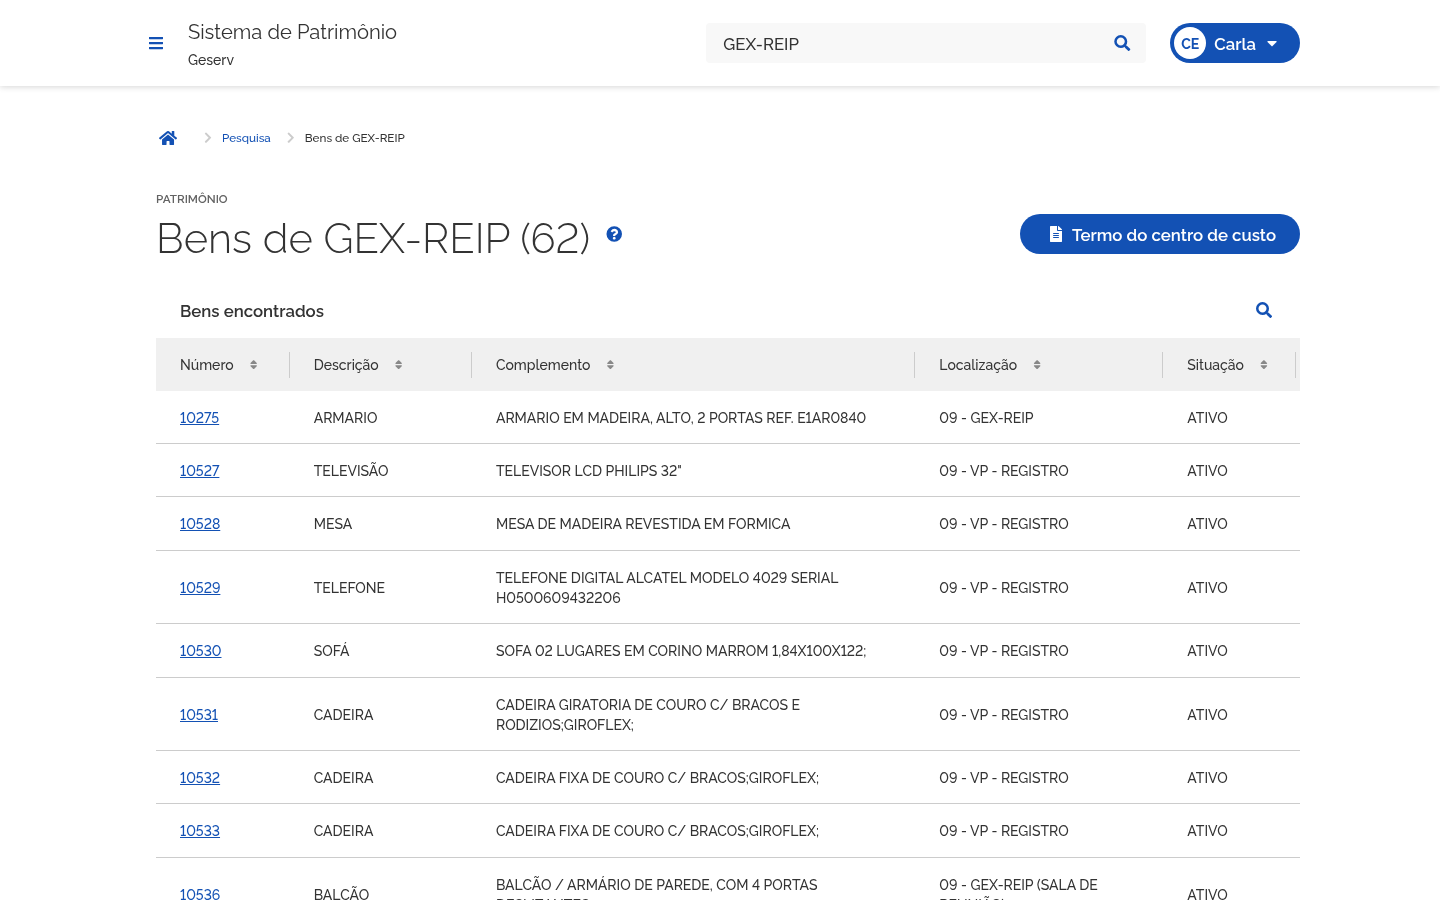 Sistema de Patrimônio
Geserv
GEX-REIP
CE Carla
Pesquisa
Bens de GEX-REIP
PATRIMÔNIO
Bens de GEX-REIP (62)
Termo do centro de custo
Bens encontrados
Número Descrição Complemento Localização Situação
10275 ARMARIO ARMARIO EM MADEIRA, ALTO, 2 PORTAS REF. E1AR0840 09 - GEX-REIP ATIVO
10527 TELEVISÃO TELEVISOR LCD PHILIPS 32" 09 - VP - REGISTRO ATIVO
10528 MESA MESA DE MADEIRA REVESTIDA EM FORMICA 09 - VP - REGISTRO ATIVO
10529 TELEFONE TELEFONE DIGITAL ALCATEL MODELO 4029 SERIAL
H0500609432206 09 - VP - REGISTRO ATIVO
10530 SOFÁ SOFA 02 LUGARES EM CORINO MARROM 1,84X100X122; 09 - VP - REGISTRO ATIVO
10531 CADEIRA CADEIRA GIRATORIA DE COURO C/ BRACOS E
RODIZIOS;GIROFLEX; 09 - VP - REGISTRO ATIVO
10532 CADEIRA CADEIRA FIXA DE COURO C/ BRACOS;GIROFLEX; 09 - VP - REGISTRO ATIVO
10533 CADEIRA CADEIRA FIXA DE COURO C/ BRACOS;GIROFLEX; 09 - VP - REGISTRO ATIVO
10536 BALCÃO BALCÃO / ARMÁRIO DE PAREDE, COM 4 PORTAS 09 - GEX-REIP (SALA DE ATIVO